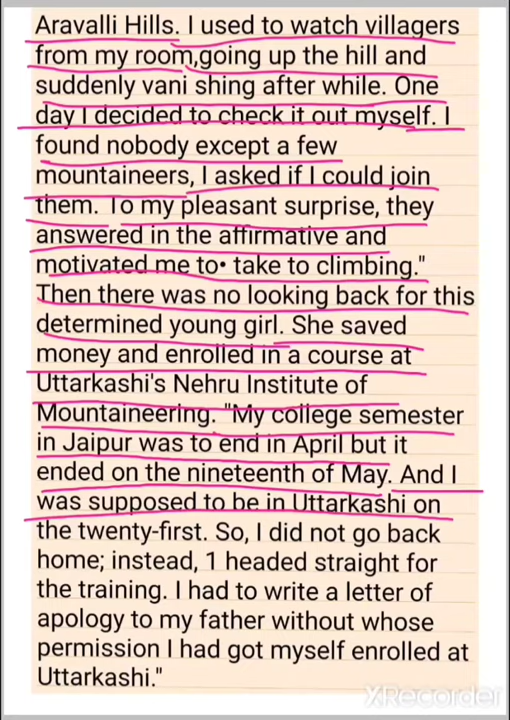 Aravalli Hills. I used to watch villagers
from my room,going up the hill and
suddenly vani shing after while. One
day I decided to check it out myself. I
found nobody except a few
mountaineers, I asked if I could join
them. To my pleasant surprise, they
answered in the affirmative and
motivated me to• take to climbing."
Then there was no looking back for this
determined young girl. She saved
money and enrolled in a course at
Uttarkashi's Nehru Institute of
Mountaineering. "My college semester
in Jaipur was to end in April but it
ended on the nineteenth of May. And I
was supposed to be in Uttarkashi on
the twenty-first. So, I did not go back
home; instead, 1 headed straight for
the training. I had to write a letter of
apology to my father without whose
permission I had got myself enrolled at
Uttarkashi."
XRecorder